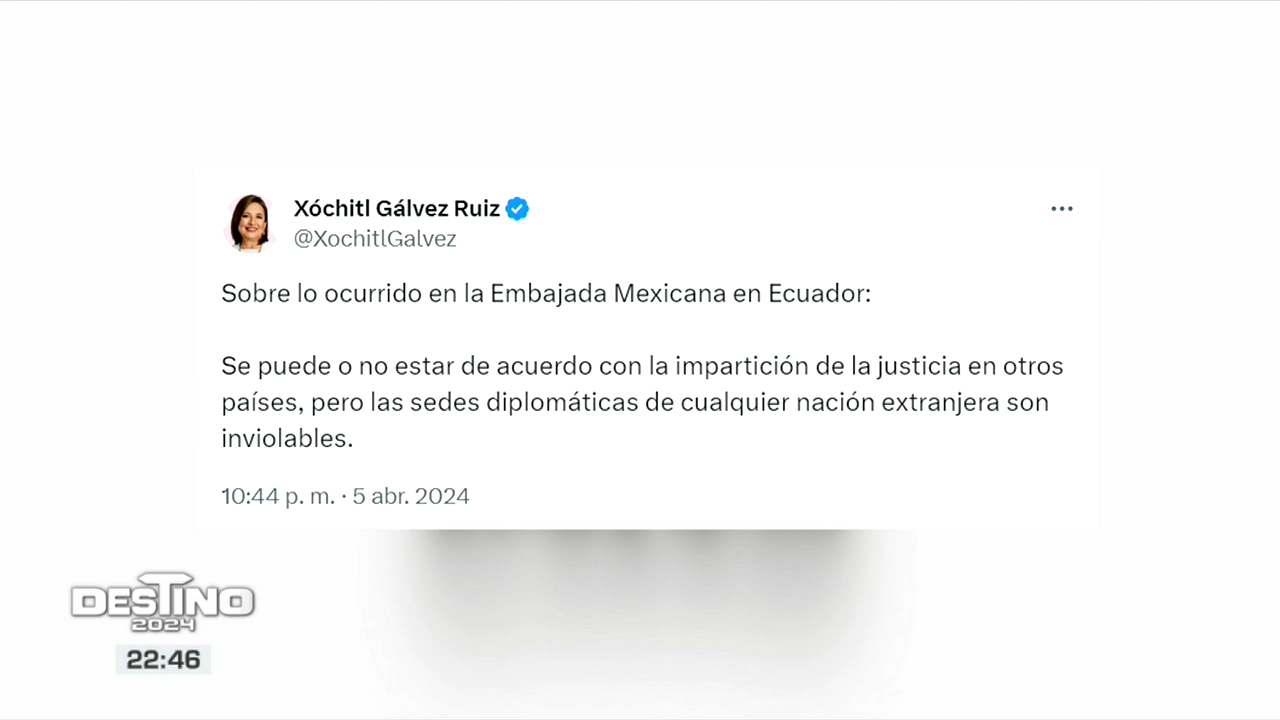 Xóchitl Gálvez Ruiz
@XochitlGalvez
Sobre lo ocurrido en la Embajada Mexicana en Ecuador:
Se puede o no estar de acuerdo con la impartición de la justicia en otros
países, pero las sedes diplomáticas de cualquier nación extranjera son
inviolables.
10:44 p. m. · 5 abr. 2024
DESTINO
2024
22:46